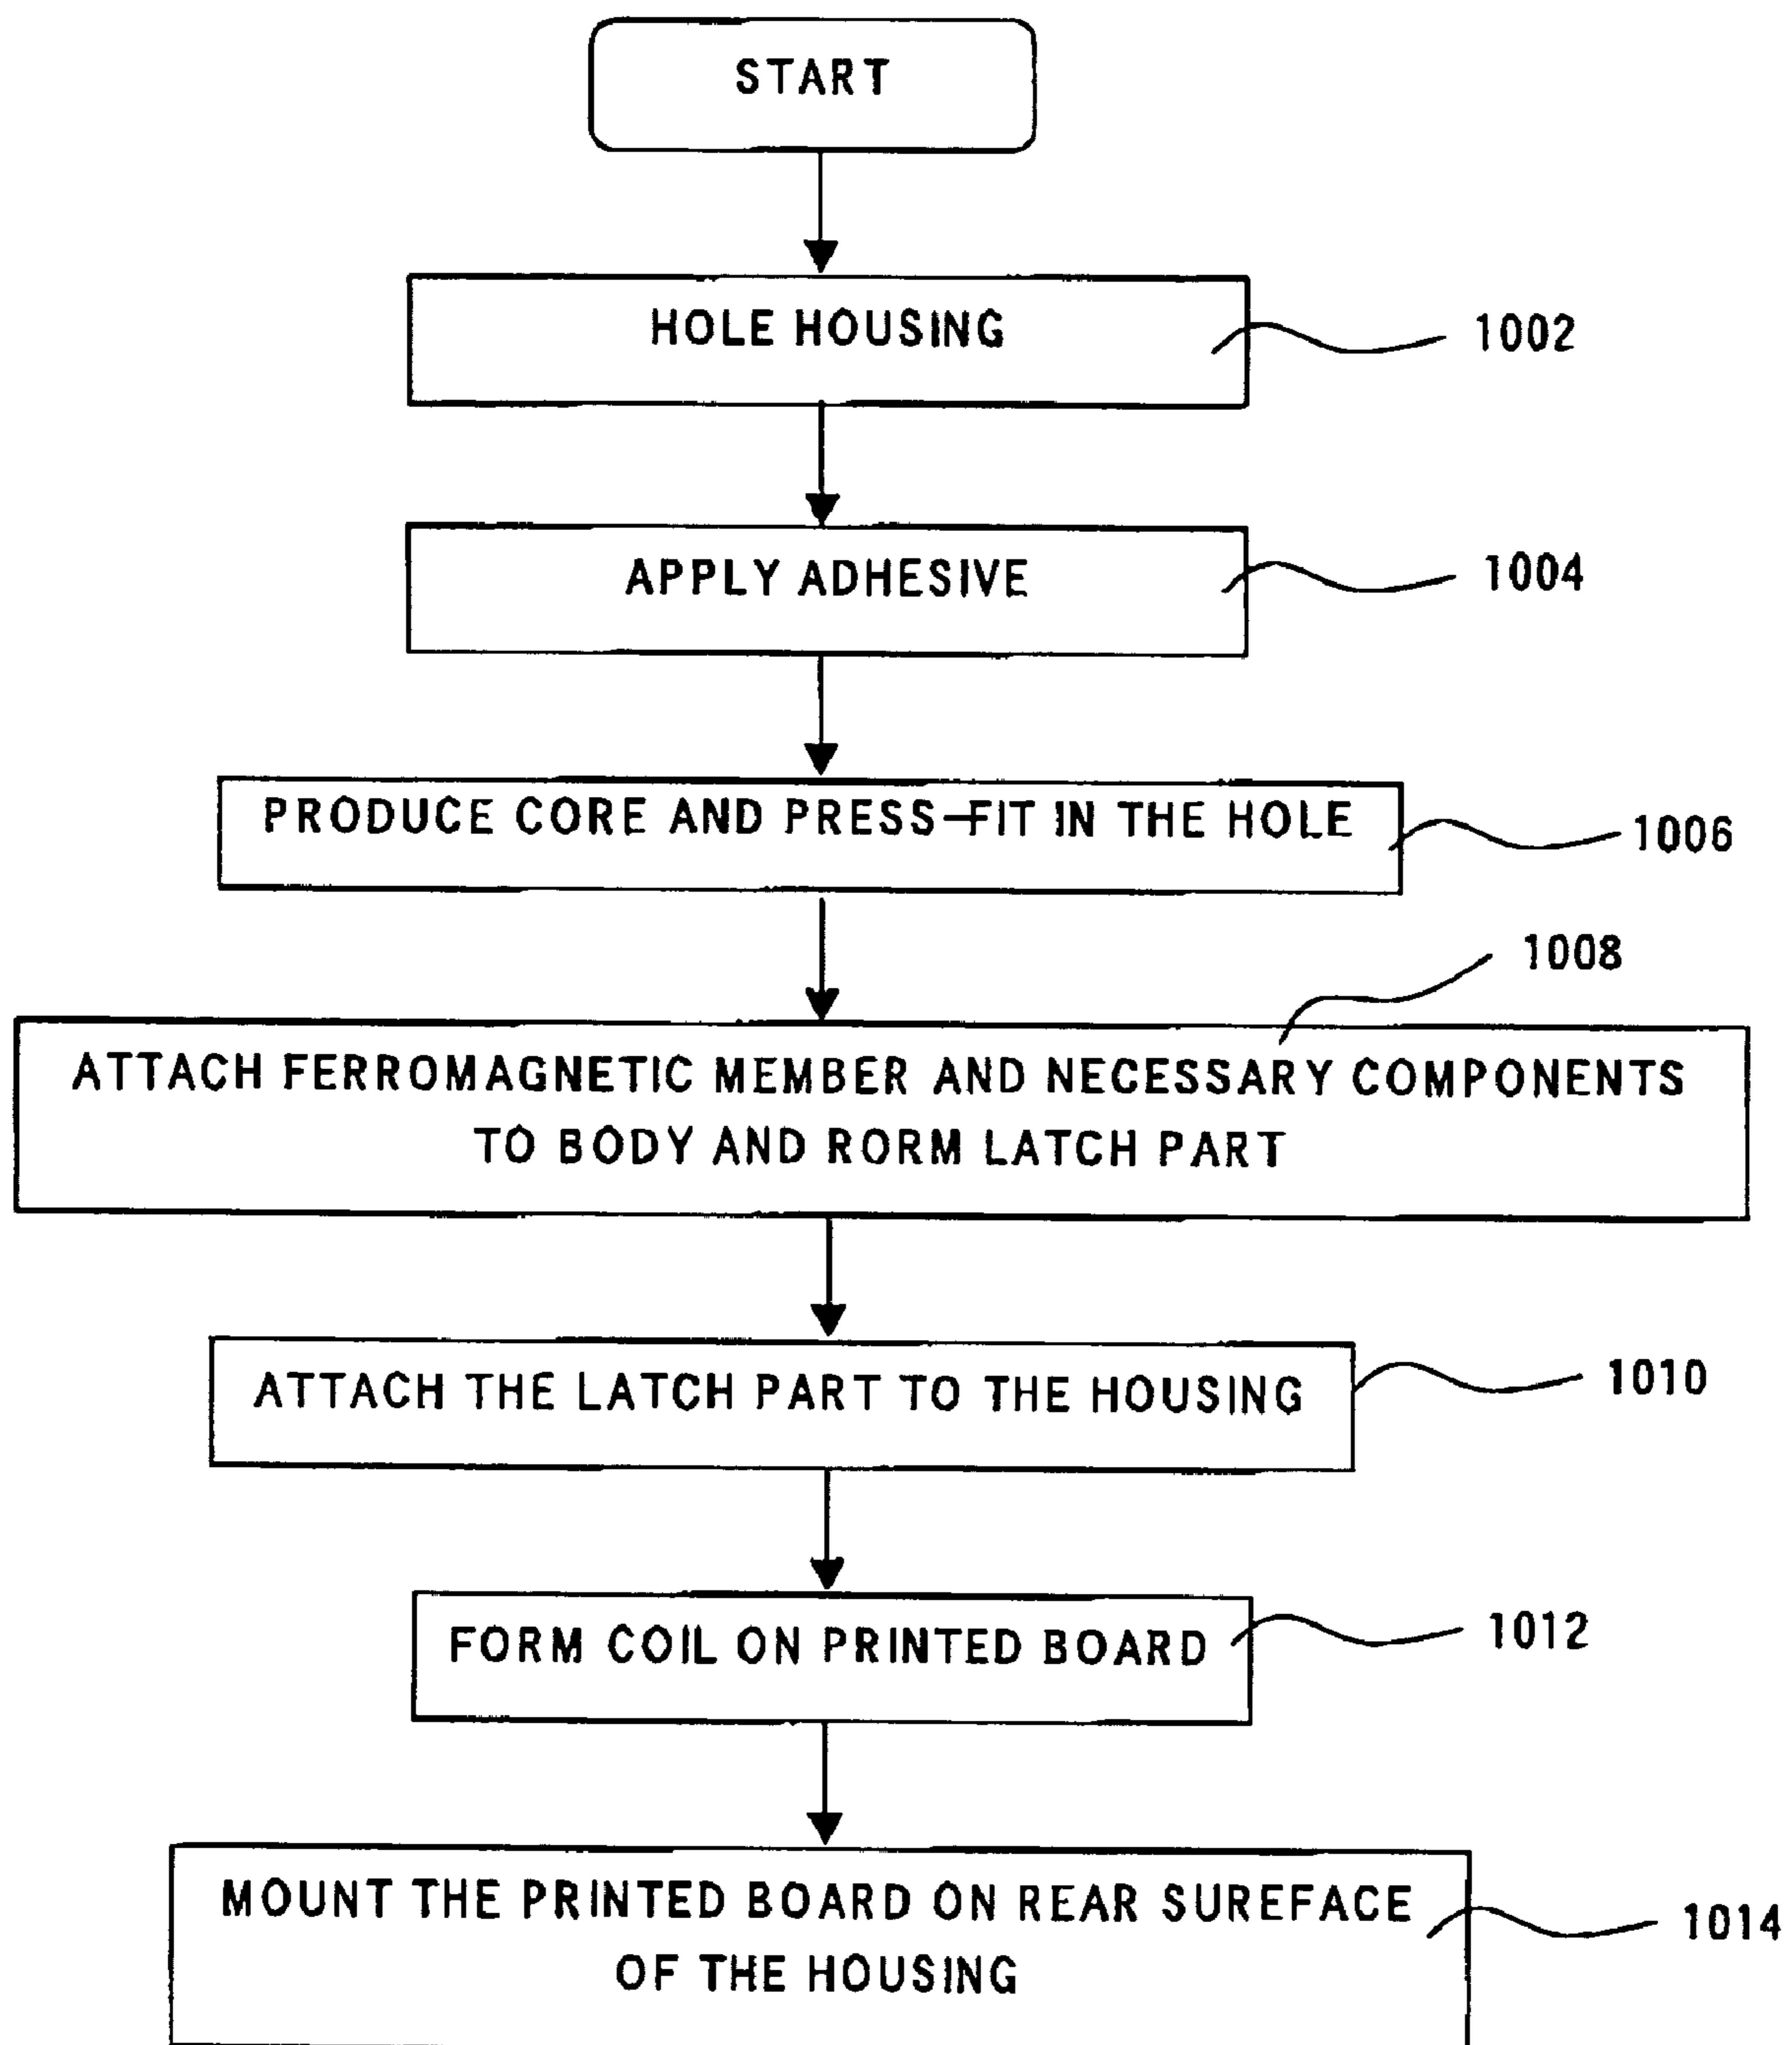 START
HOLE HOUSING
1002
APPLY ADHESIVE
1004
PRODUCE CORE AND PRESS-FIT IN THE HOLE
1006
1008
ATTACH FERROMAGNETIC MEMBER AND NECESSARY COMPONENTS
TO BODY AND RORM LATCH PART
ATTACH THE LATCH PART TO THE HOUSING
1010
FORM COIL ON PRINTED BOARD
1012
MOUNT THE PRINTED BOARD ON REAR SUREFACE
OF THE HOUSING
1014